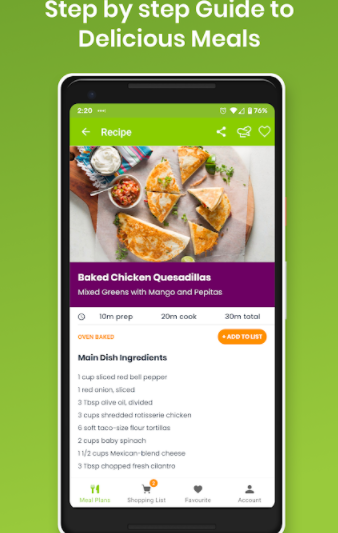 Step by step Guide to
Delicious Meals
2:20 ••• 76%
Recipe
Baked Chicken Quesadillas
Mixed Greens with Mango and Pepitas
10m prep 20m cook 30m total
OVEN BAKED + ADD TO LIST
Main Dish Ingredients
1 cup sliced red bell pepper
1 red onion, sliced
3 Tbsp olive oil, divided
3 cups shredded rotisserie chicken
6 soft taco-size flour tortillas
2 cups baby spinach
1 1/2 cups Mexican-blend cheese
3 Tbsp chopped fresh cilantro
Meal Plans Shopping List Favourite Account